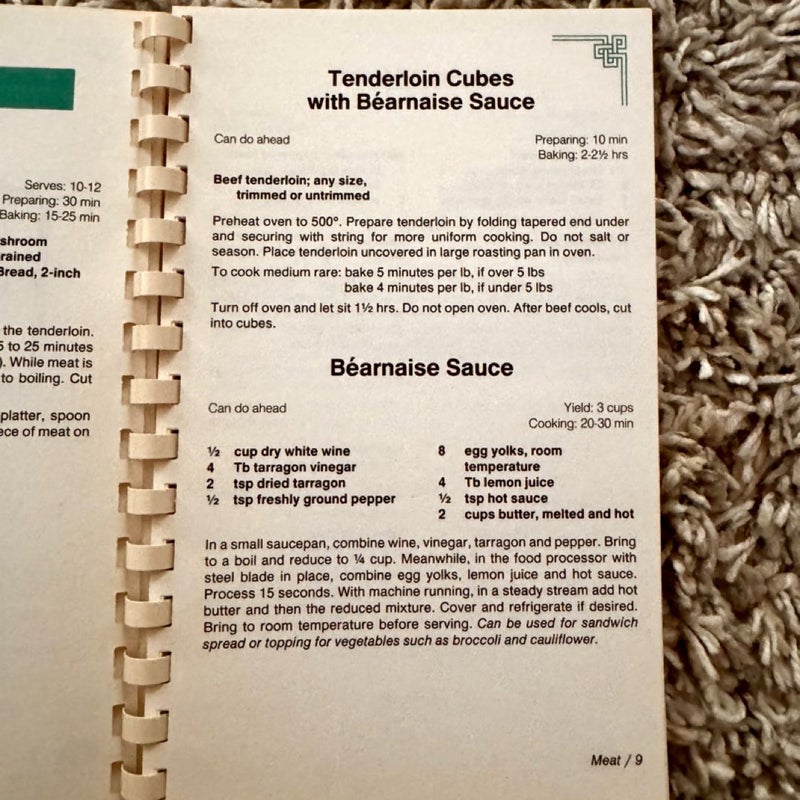 Serves: 10-12
Preparing: 30 min
Baking: 15-25 min
shroom
rained
Bread, 2-inch
the tenderloin.
5 to 25 minutes
). While meat is
to boiling. Cut
platter, spoon
ece of meat on
Tenderloin Cubes
with Béarnaise Sauce
Can do ahead
Preparing: 10 min
Baking: 2-2½ hrs
Beef tenderloin; any size,
trimmed or untrimmed
Preheat oven to 500°. Prepare tenderloin by folding tapered end under
and securing with string for more uniform cooking. Do not salt or
season. Place tenderloin uncovered in large roasting pan in oven.
To cook medium rare: bake 5 minutes per lb, if over 5 lbs
bake 4 minutes per lb, if under 5 lbs
Turn off oven and let sit 1½ hrs. Do not open oven. After beef cools, cut
into cubes.
Béarnaise Sauce
Can do ahead
Yield: 3 cups
Cooking: 20-30 min
½ cup dry white wine
4 Tb tarragon vinegar
2 tsp dried tarragon
½ tsp freshly ground pepper
8 egg yolks, room
temperature
4 Tb lemon juice
½ tsp hot sauce
2 cups butter, melted and hot
In a small saucepan, combine wine, vinegar, tarragon and pepper. Bring
to a boil and reduce to ¼ cup. Meanwhile, in the food processor with
steel blade in place, combine egg yolks, lemon juice and hot sauce.
Process 15 seconds. With machine running, in a steady stream add hot
butter and then the reduced mixture. Cover and refrigerate if desired.
Bring to room temperature before serving. Can be used for sandwich
spread or topping for vegetables such as broccoli and cauliflower.
Meat / 9